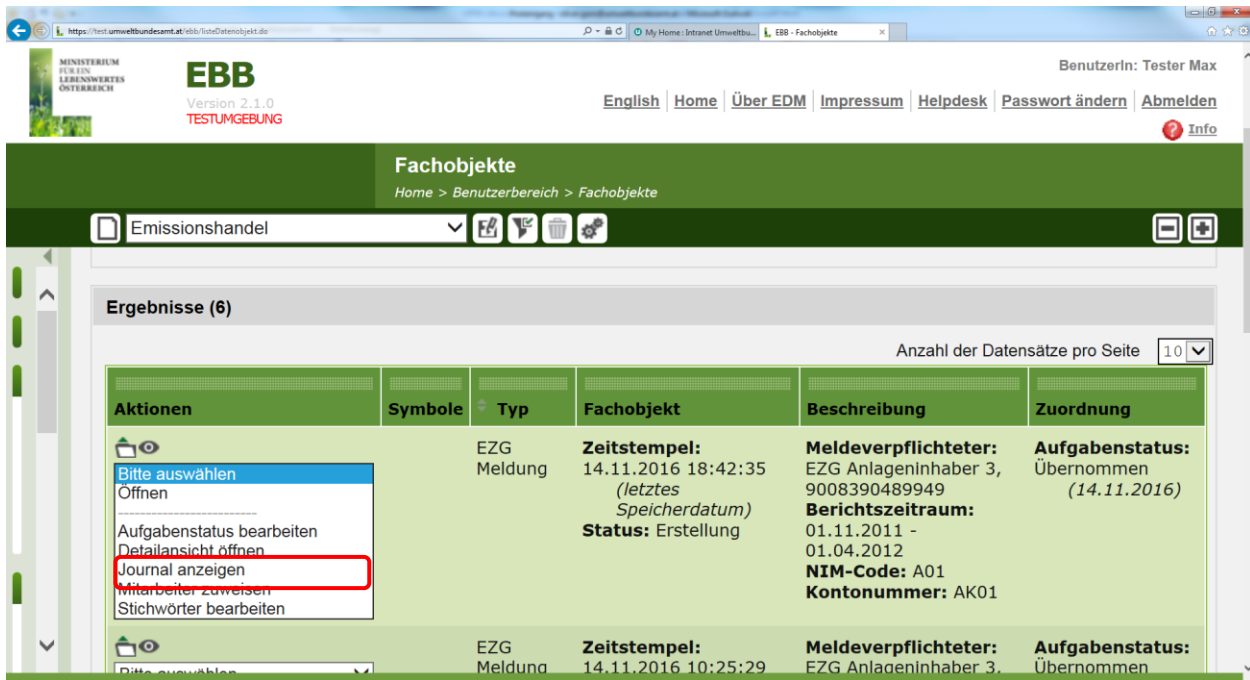 https://test.umweltbundesamt.at/ebb/listeDatenobjekt.do
My Home : Intranet Umweltbu...
EBB - Fachobjekte
MINISTERIUM
FÜR EIN
LEBENSWERTES
ÖSTERREICH
EBB
Version 2.1.0
TESTUMGEBUNG
BenutzerIn: Tester Max
English Home Über EDM Impressum Helpdesk Passwort ändern Abmelden
Info
Fachobjekte
Home > Benutzerbereich > Fachobjekte
Emissionshandel
Ergebnisse (6)
Anzahl der Datensätze pro Seite 10
Aktionen Symbole Typ Fachobjekt Beschreibung Zuordnung
Bitte auswählen
Öffnen
------------------------
Aufgabenstatus bearbeiten
Detailansicht öffnen
Journal anzeigen
Mitarbeiter zuweisen
Stichwörter bearbeiten
EZG
Meldung
Zeitstempel:
14.11.2016 18:42:35
(letztes
Speicherdatum)
Status: Erstellung
Meldeverpflichteter:
EZG Anlageninhaber 3,
9008390489949
Berichtszeitraum:
01.11.2011 -
01.04.2012
NIM-Code: A01
Kontonummer: AK01
Aufgabenstatus:
Übernommen
(14.11.2016)
Bitte auswählen
EZG
Meldung
Zeitstempel:
14.11.2016 10:25:29
Meldeverpflichteter:
EZG Anlageninhaber 3,
Aufgabenstatus:
Übernommen